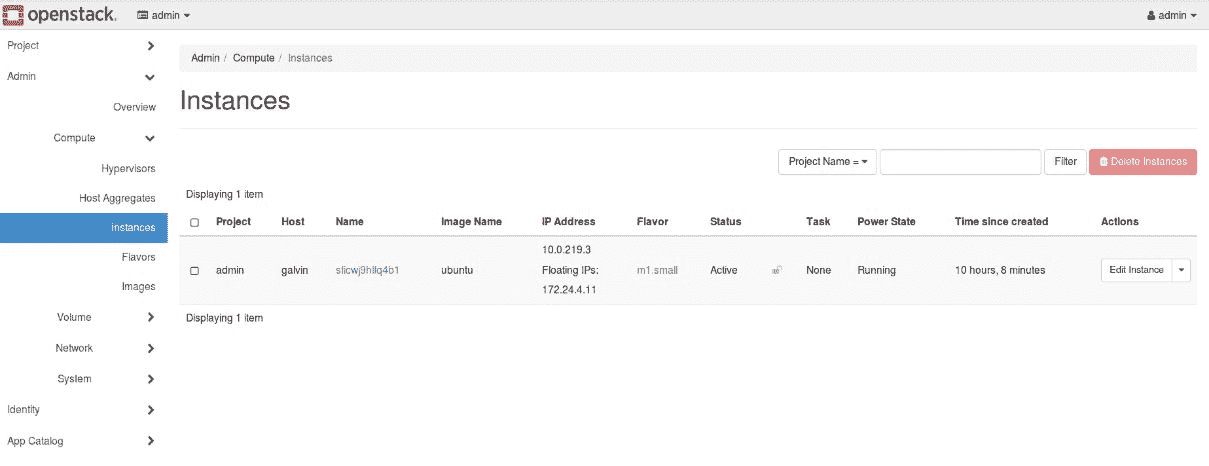 openstack. admin admin
Project
Admin
Overview
Compute
Hypervisors
Host Aggregates
Instances
Flavors
Images
Volume
Network
System
Identity
App Catalog
Admin / Compute / Instances
Instances
Project Name = Filter Delete Instances
Displaying 1 item
Project Host Name Image Name IP Address Flavor Status Task Power State Time since created Actions
10.0.219.3
admin galvin ubuntu Floating IPs: m1.small Active None Running 10 hours, 8 minutes Edit Instance
172.24.4.11
Displaying 1 item